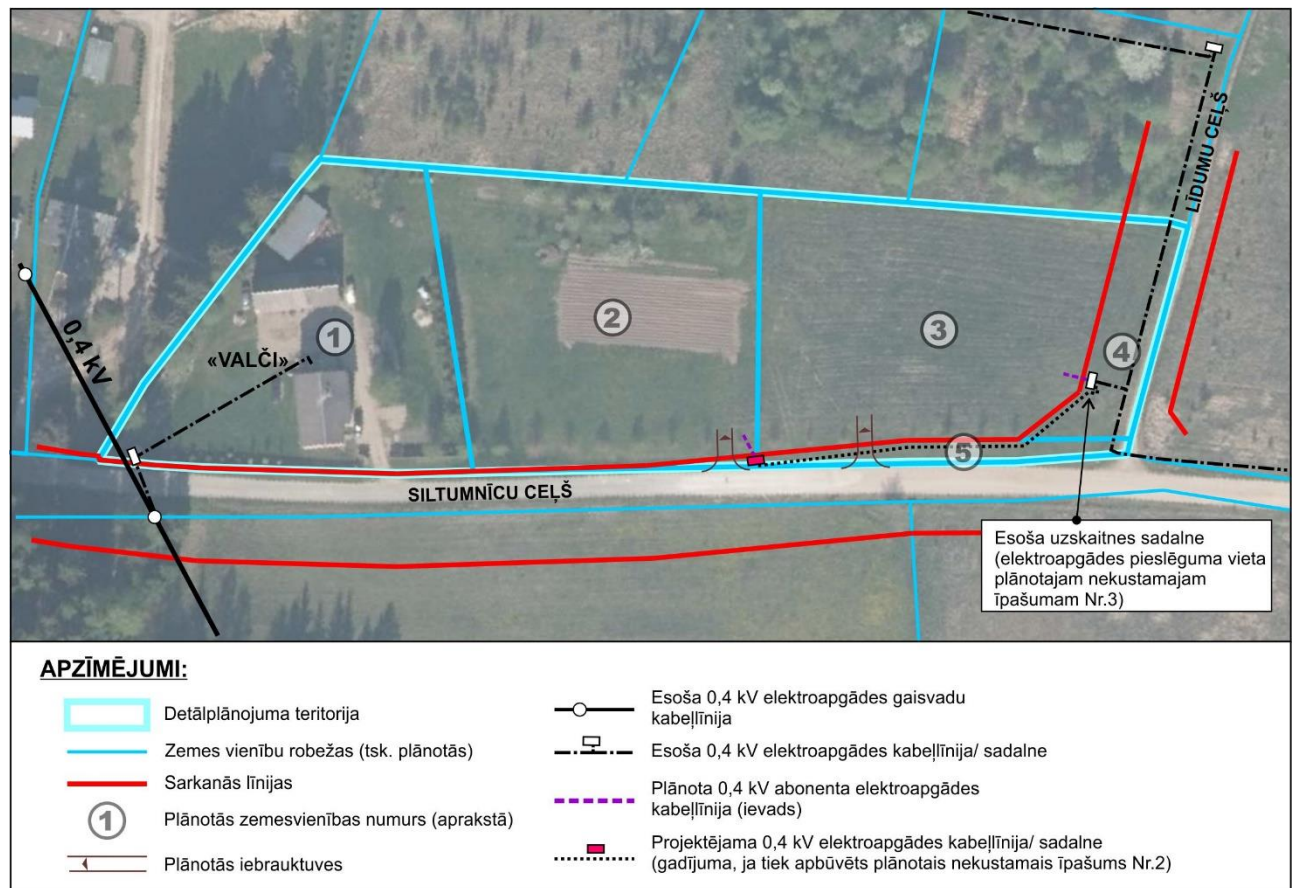 LĪDUMU CEĻŠ
0,4 kV
«VALČI»
1
2
3
4
5
SILTUMNĪCU CEĻŠ
Esoša uzskaitnes sadalne
(elektroapgādes pieslēguma vieta
plānotajam nekustamajam
īpašumam Nr.3)
APZĪMĒJUMI:
Detālplānojuma teritorija
Zemes vienību robežas (tsk. plānotās)
Sarkanās līnijas
1
Plānotās zemesvienības numurs (aprakstā)
Plānotās iebrauktuves
Esoša 0,4 kV elektroapgādes gaisvadu
kabeļlīnija
Esošā 0,4 kV elektroapgādes kabeļlīnija/ sadalne
Plānota 0,4 kV abonenta elektroapgādes
kabeļlīnija (ievads)
Projektējama 0,4 kV elektroapgādes kabeļlīnija/ sadalne
(gadījuma, ja tiek apbūvēts plānotais nekustamais īpašums Nr.2)